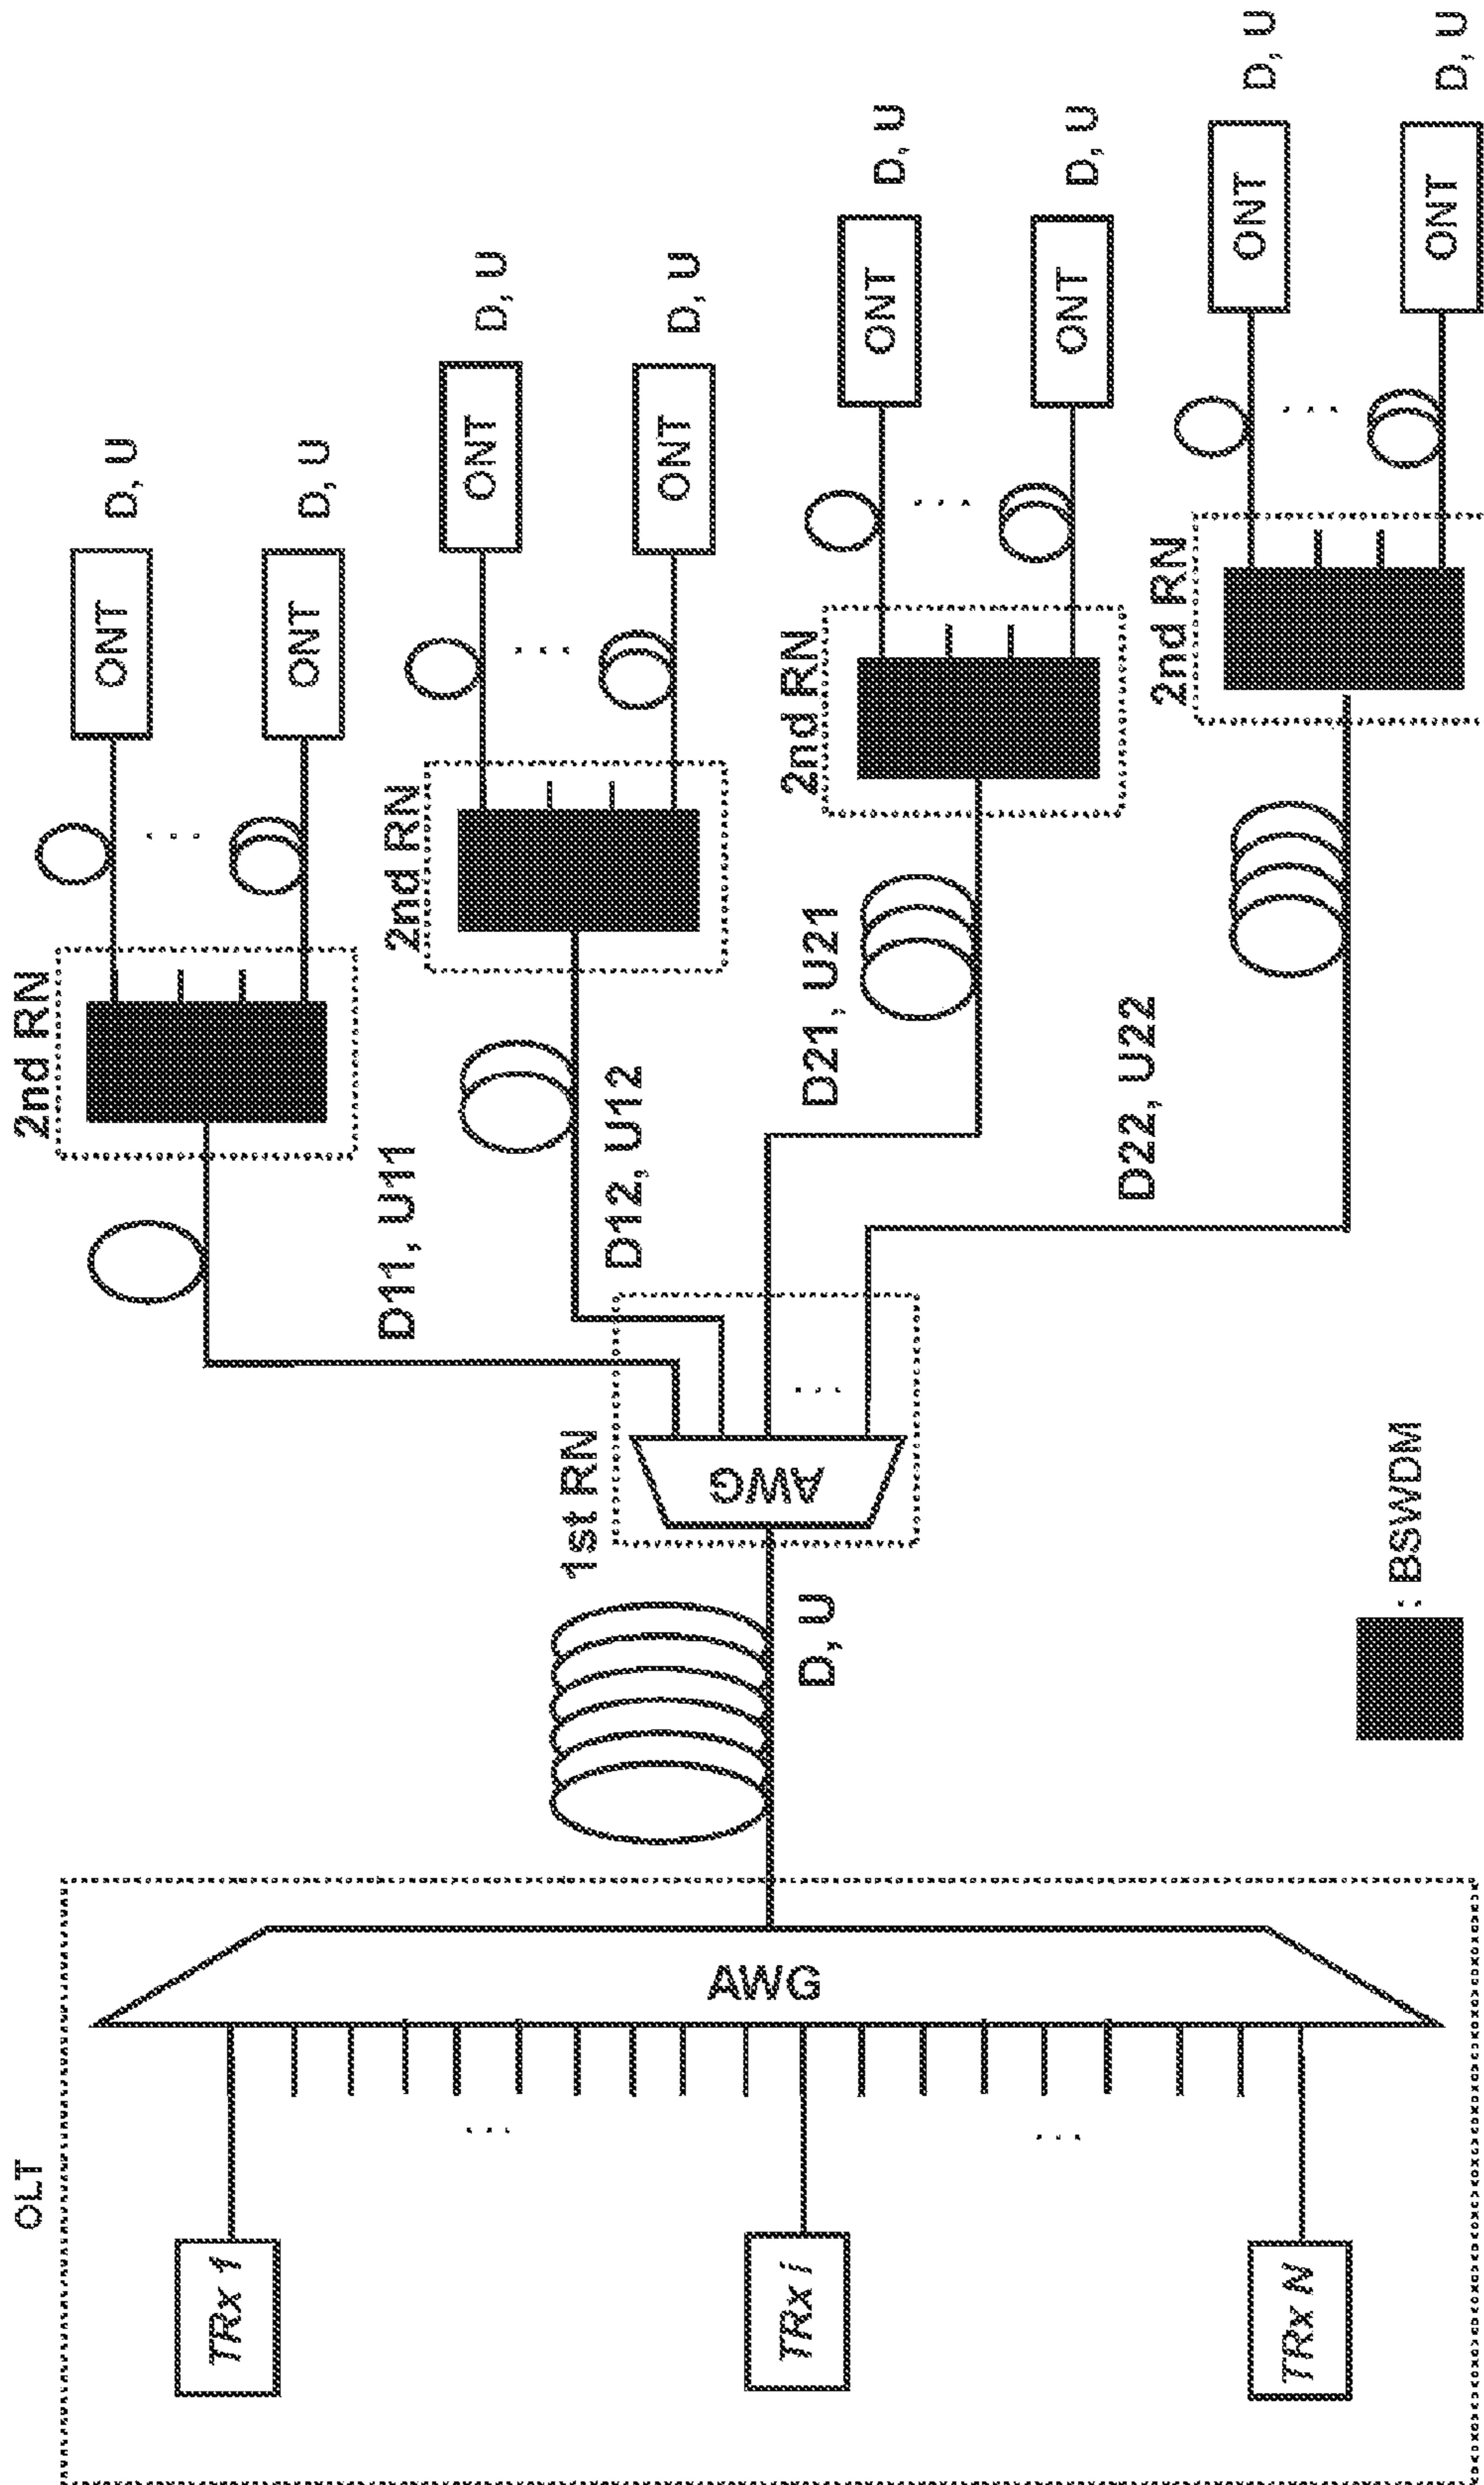 OLT
TRx 1
TRx i
TRx N
AWG
D, U
1st RN
AWG
D11, U11
D12, U12
D21, U21
D22, U22
2nd RN
ONT
D, U
ONT
D, U
2nd RN
ONT
D, U
ONT
D, U
2nd RN
ONT
D, U
ONT
D, U
2nd RN
ONT
D, U
ONT
D, U
: BSWDM